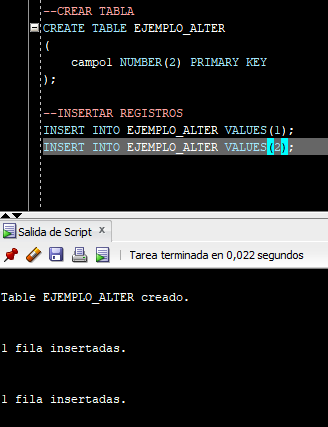 --CREAR TABLA
CREATE TABLE EJEMPLO_ALTER
(
campo1 NUMBER(2) PRIMARY KEY
);
--INSERTAR REGISTROS
INSERT INTO EJEMPLO_ALTER VALUES(1);
INSERT INTO EJEMPLO_ALTER VALUES(2);
Salida de Script x
Tarea terminada en 0,022 segundos
Table EJEMPLO_ALTER creado.
1 fila insertadas.
1 fila insertadas.